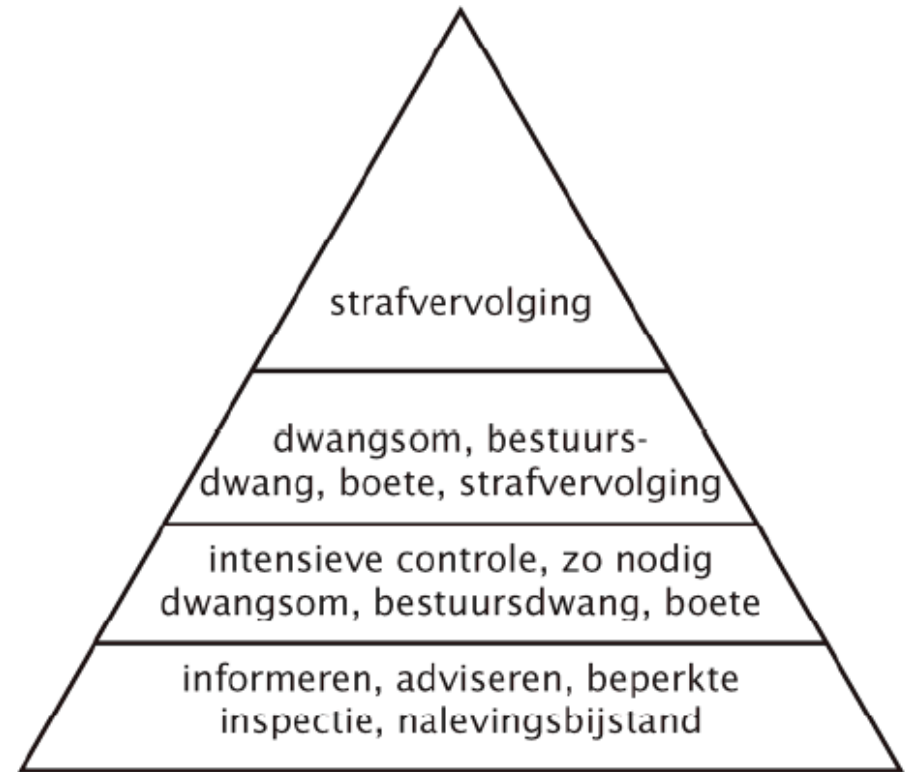 strafvervolging
dwangsom, bestuurs-
dwang, boete, strafvervolging
intensieve controle, zo nodig
dwangsom, bestuursdwang, boete
informeren, adviseren, beperkte
inspectie, nalevingsbijstand